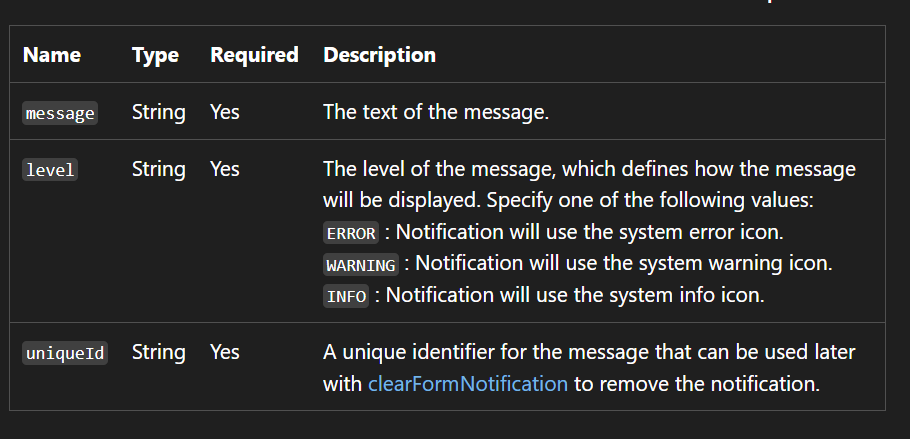 Name Type Required Description
message String Yes The text of the message.
level String Yes The level of the message, which defines how the message
will be displayed. Specify one of the following values:
ERROR : Notification will use the system error icon.
WARNING : Notification will use the system warning icon.
INFO : Notification will use the system info icon.
uniqueId String Yes A unique identifier for the message that can be used later
with clearFormNotification to remove the notification.